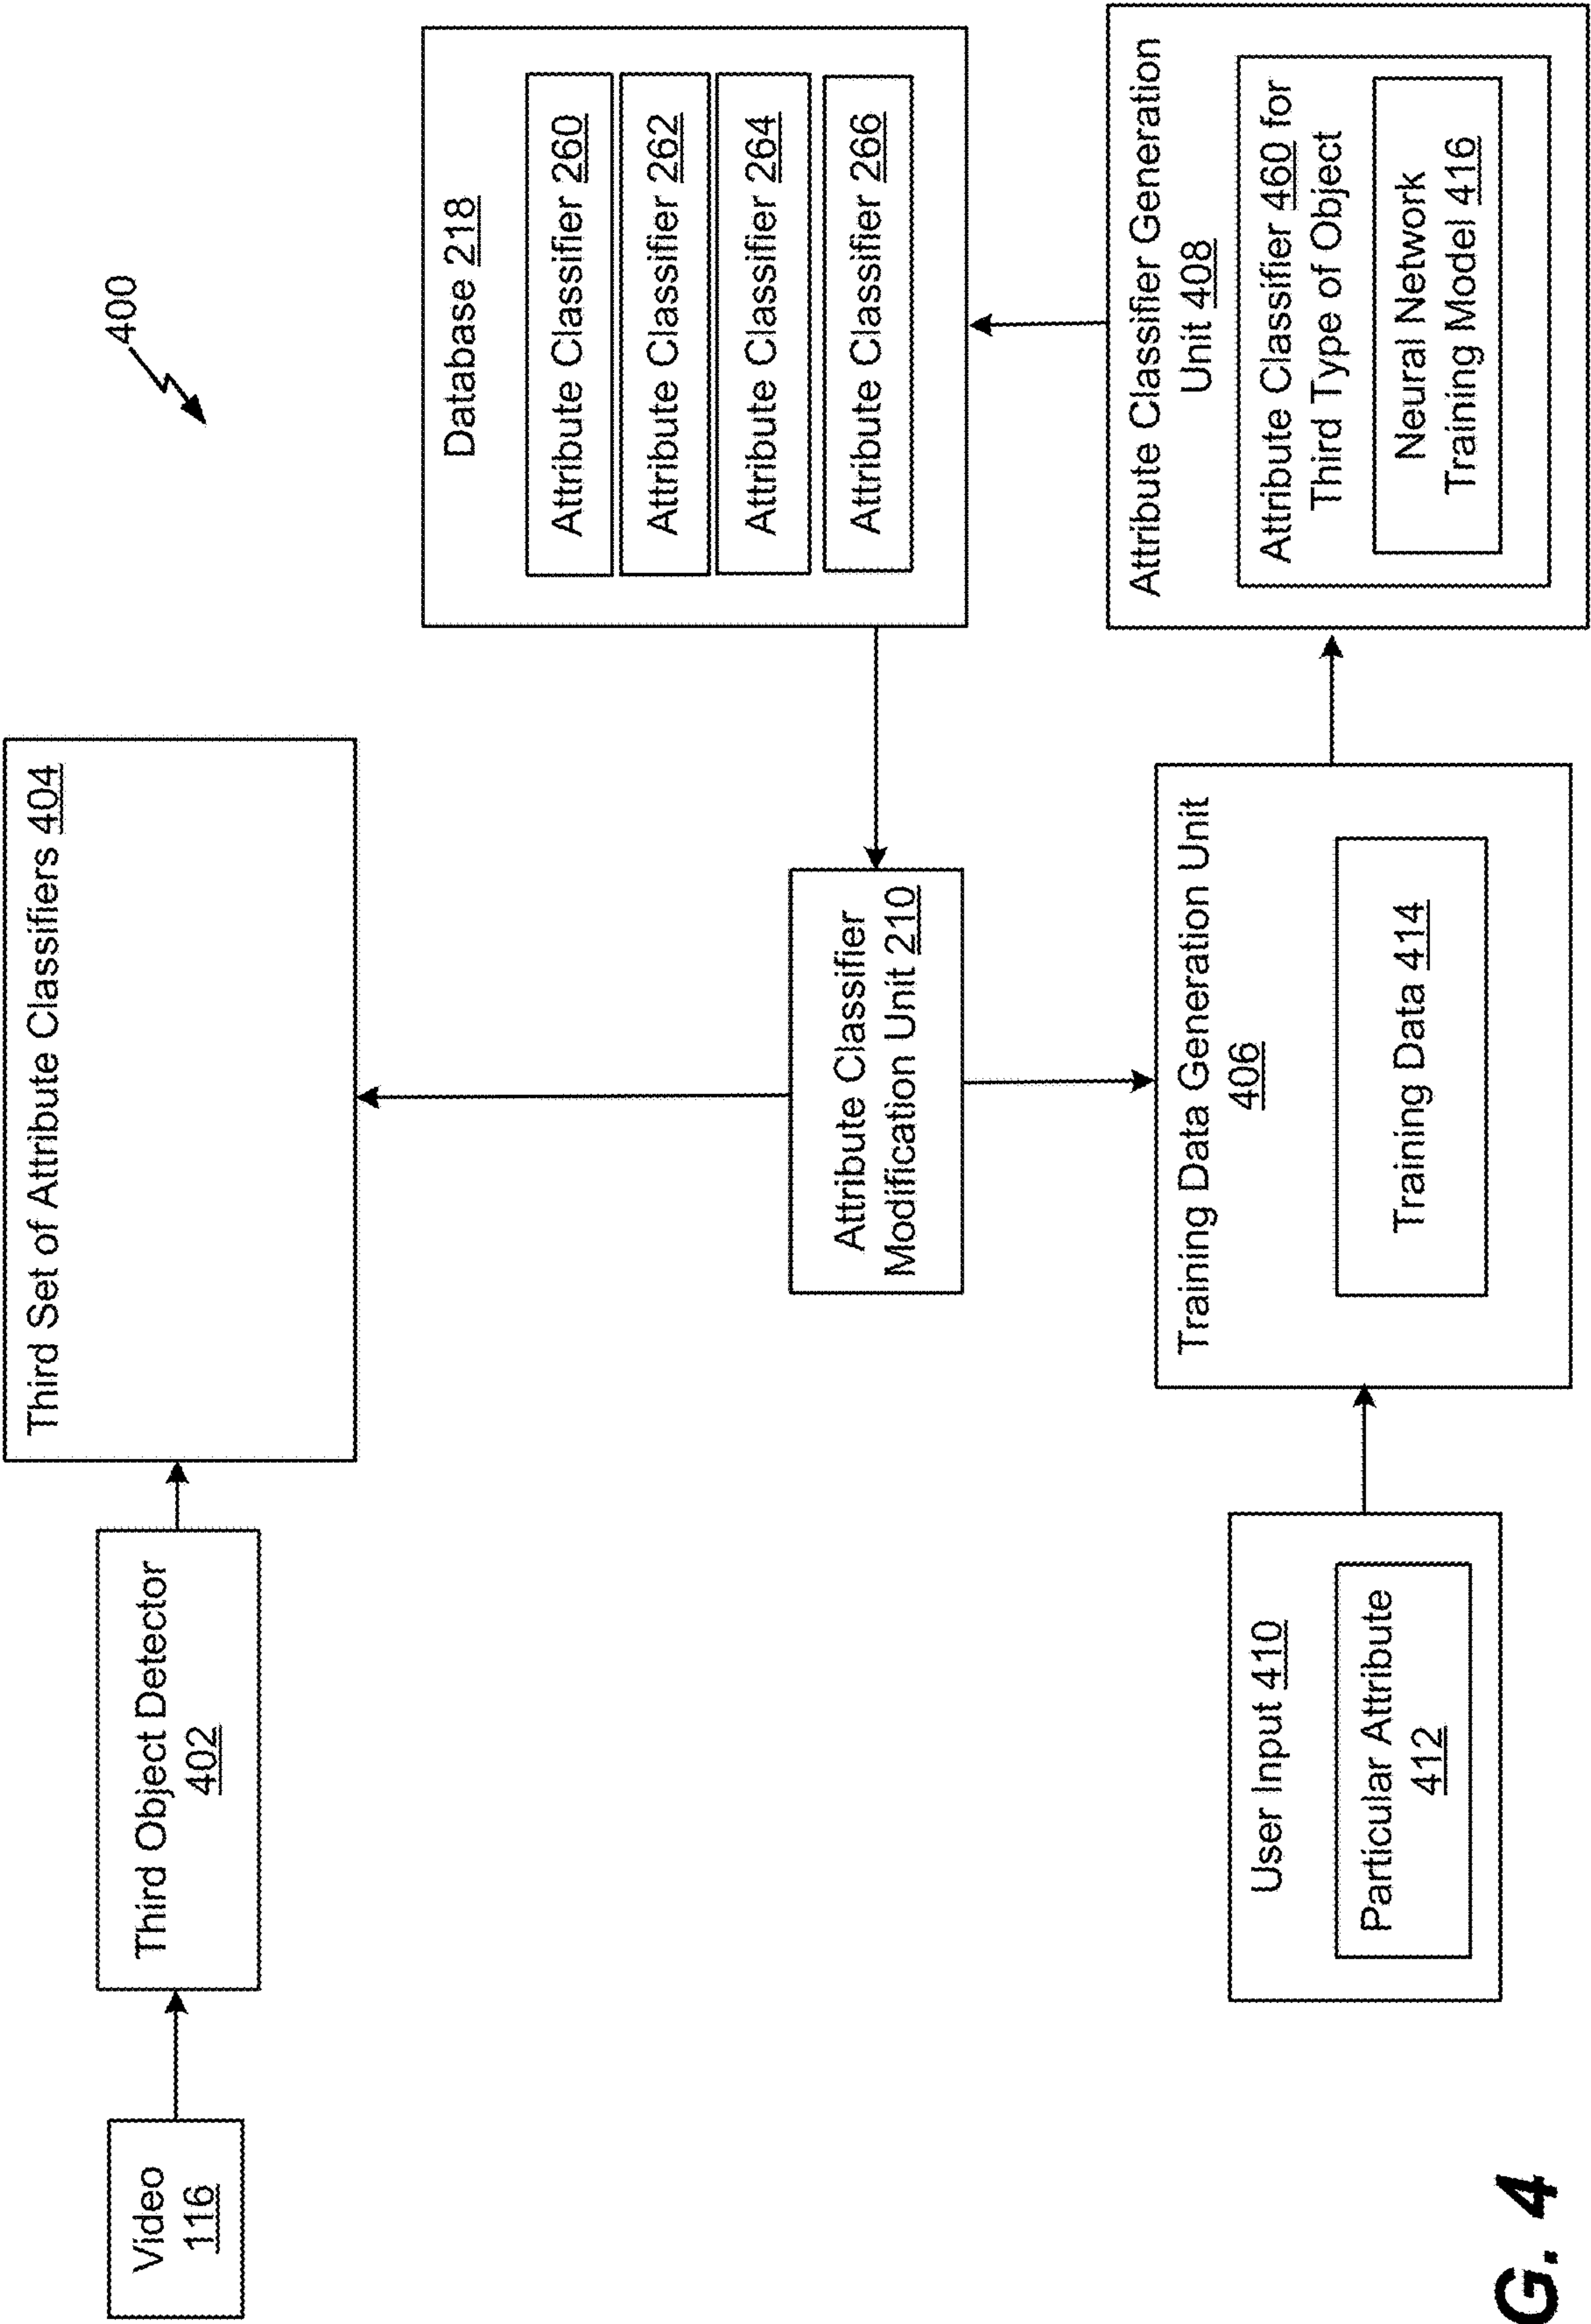 400
Video
116
Third Object Detector
402
Third Set of Attribute Classifiers 404
Database 218
Attribute Classifier 260
Attribute Classifier 262
Attribute Classifier 264
Attribute Classifier 266
Attribute Classifier
Modification Unit 210
User Input 410
Particular Attribute
412
Training Data Generation Unit
406
Training Data 414
Attribute Classifier Generation
Unit 408
Attribute Classifier 460 for
Third Type of Object
Neural Network
Training Model 416
G. 4